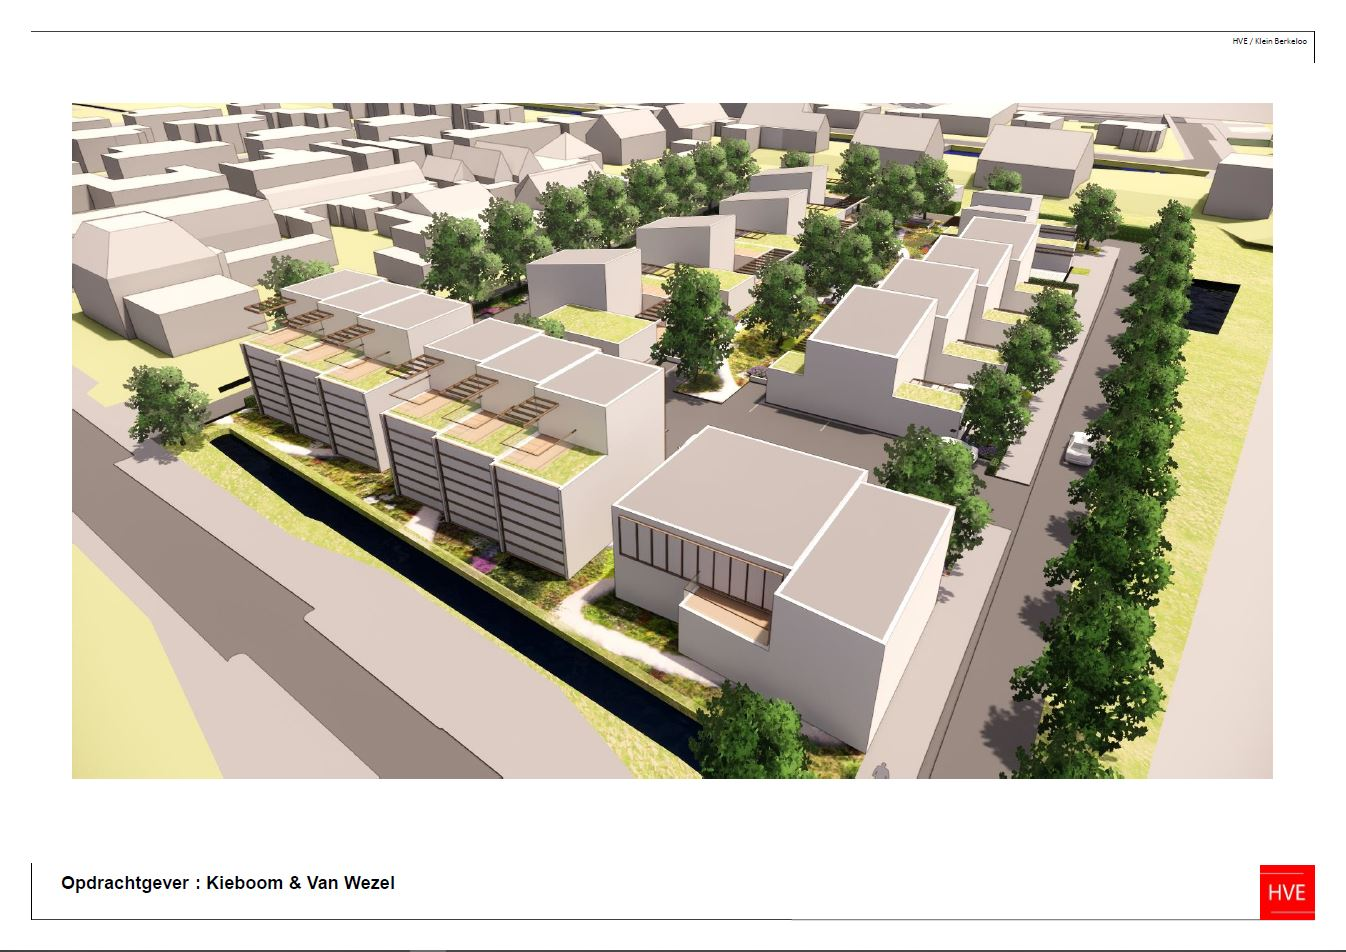 HVE / Klein Berkeloo
Opdrachtgever : Kieboom & Van Wezel
HVE